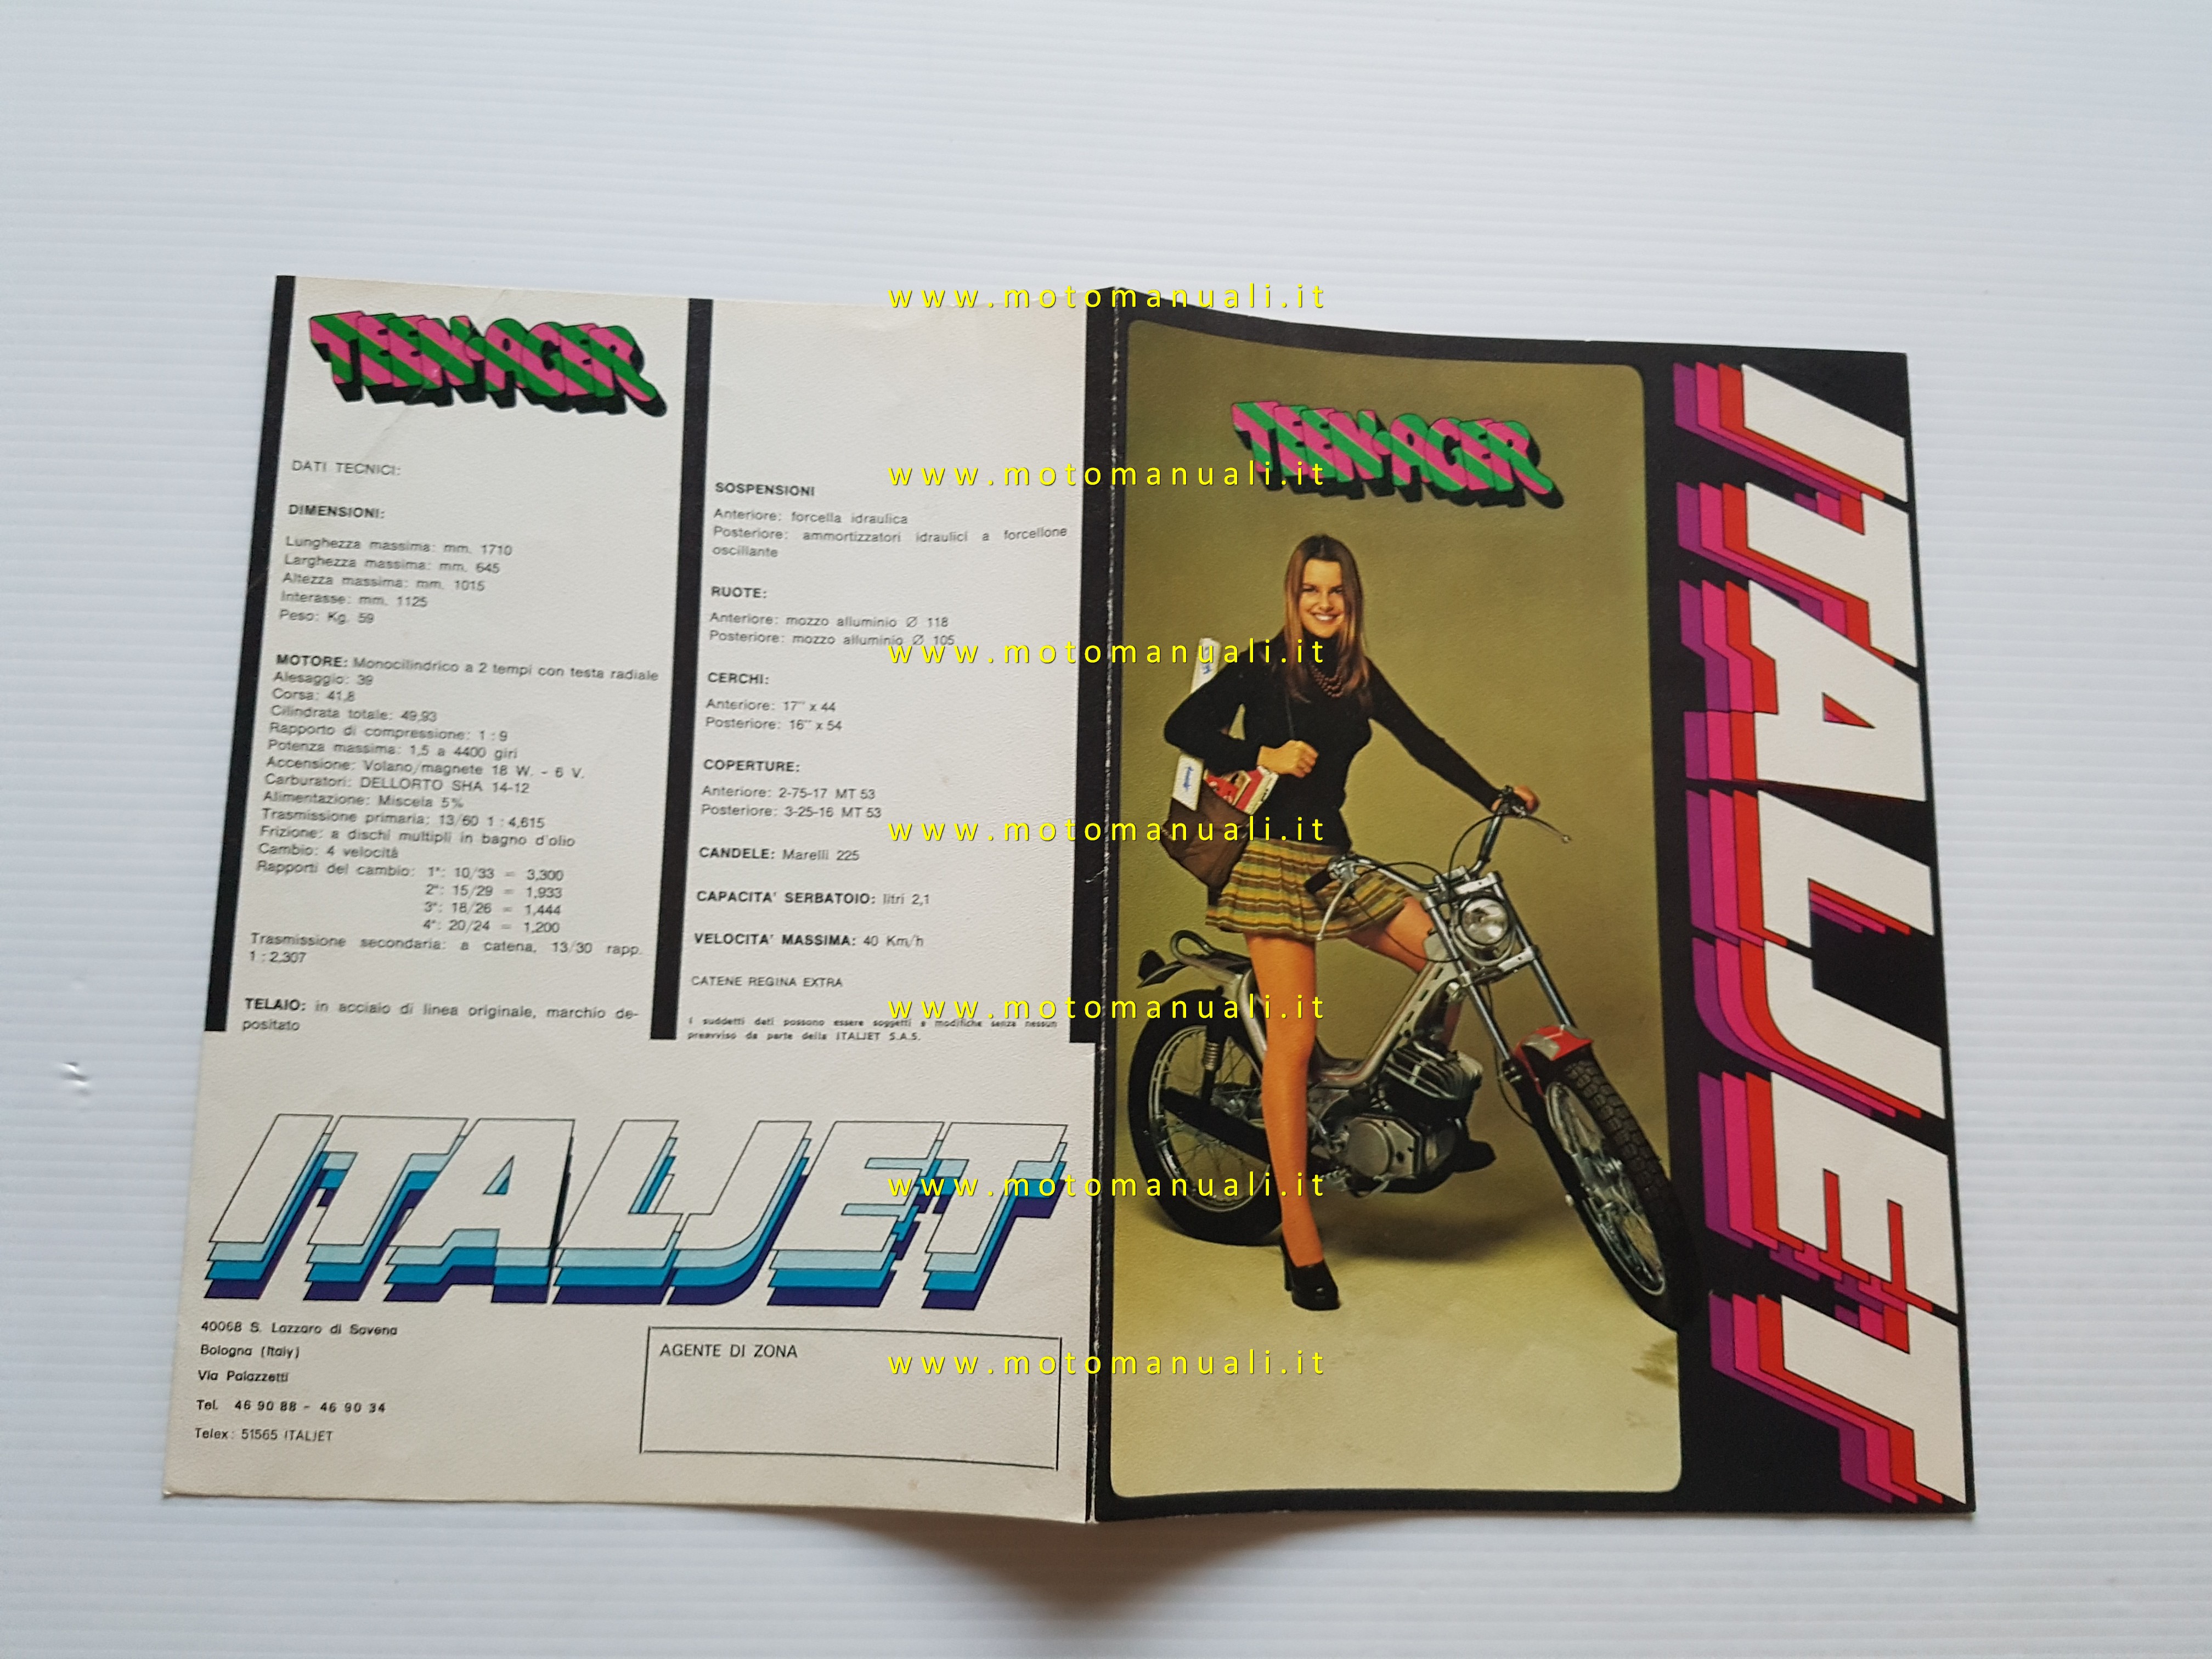 TEEN-AGER
DATI TECNICI:
DIMENSIONI:
Lunghezza massima: mm. 1710
Larghezza massima: mm. 645
Altezza massima: mm. 1015
Interasse: mm. 1125
Peso: Kg. 59
MOTORE: Monocilindrico a 2 tempi con testa radiale
Alesaggio: 39
Corsa: 41,8
Cilindrata totale: 49,93
Rapporto di compressione: 1 : 9
Potenza massima: 1,5 a 4400 giri
Accensione: Volano/magnete 18 W. - 6 V.
Carburatori: DELLORTO SHA 14-12
Alimentazione: Miscela 5%
Trasmissione primaria: 13/60 1 : 4,615
Frizione: a dischi multipli in bagno d'olio
Cambio: 4 velocità
Rapporti del cambio: 1ª: 10/33 = 3,300
2ª: 15/29 = 1,933
3ª: 18/26 = 1,444
4ª: 20/24 = 1,200
Trasmissione secondaria: a catena, 13/30 rapp.
1 : 2,307
TELAIO: in acciaio di linea originale, marchio de-
positato
SOSPENSIONI
Anteriore: forcella idraulica
Posteriore: ammortizzatori idraulici a forcellone
oscillante
RUOTE:
Anteriore: mozzo alluminio Ø 118
Posteriore: mozzo alluminio Ø 105
CERCHI:
Anteriore: 17" x 44
Posteriore: 16" x 54
COPERTURE:
Anteriore: 2-75-17 MT 53
Posteriore: 3-25-16 MT 53
CANDELE: Marelli 225
CAPACITA' SERBATOIO: litri 2,1
VELOCITA' MASSIMA: 40 Km/h
CATENE REGINA EXTRA
I suddetti dati possono essere soggetti a modifiche senza nessun
preavviso da parte della ITALJET S.A.S.
ITALJET
40068 S. Lazzaro di Savena
Bologna (Italy)
Via Palazzetti
Tel. 46 90 88 - 46 90 34
Telex: 51565 ITALJET
AGENTE DI ZONA
TEEN-AGER
ITALJET
www.motomanuali.it
www.motomanuali.it
www.motomanuali.it
www.motomanuali.it
www.motomanuali.it
www.motomanuali.it
www.motomanuali.it